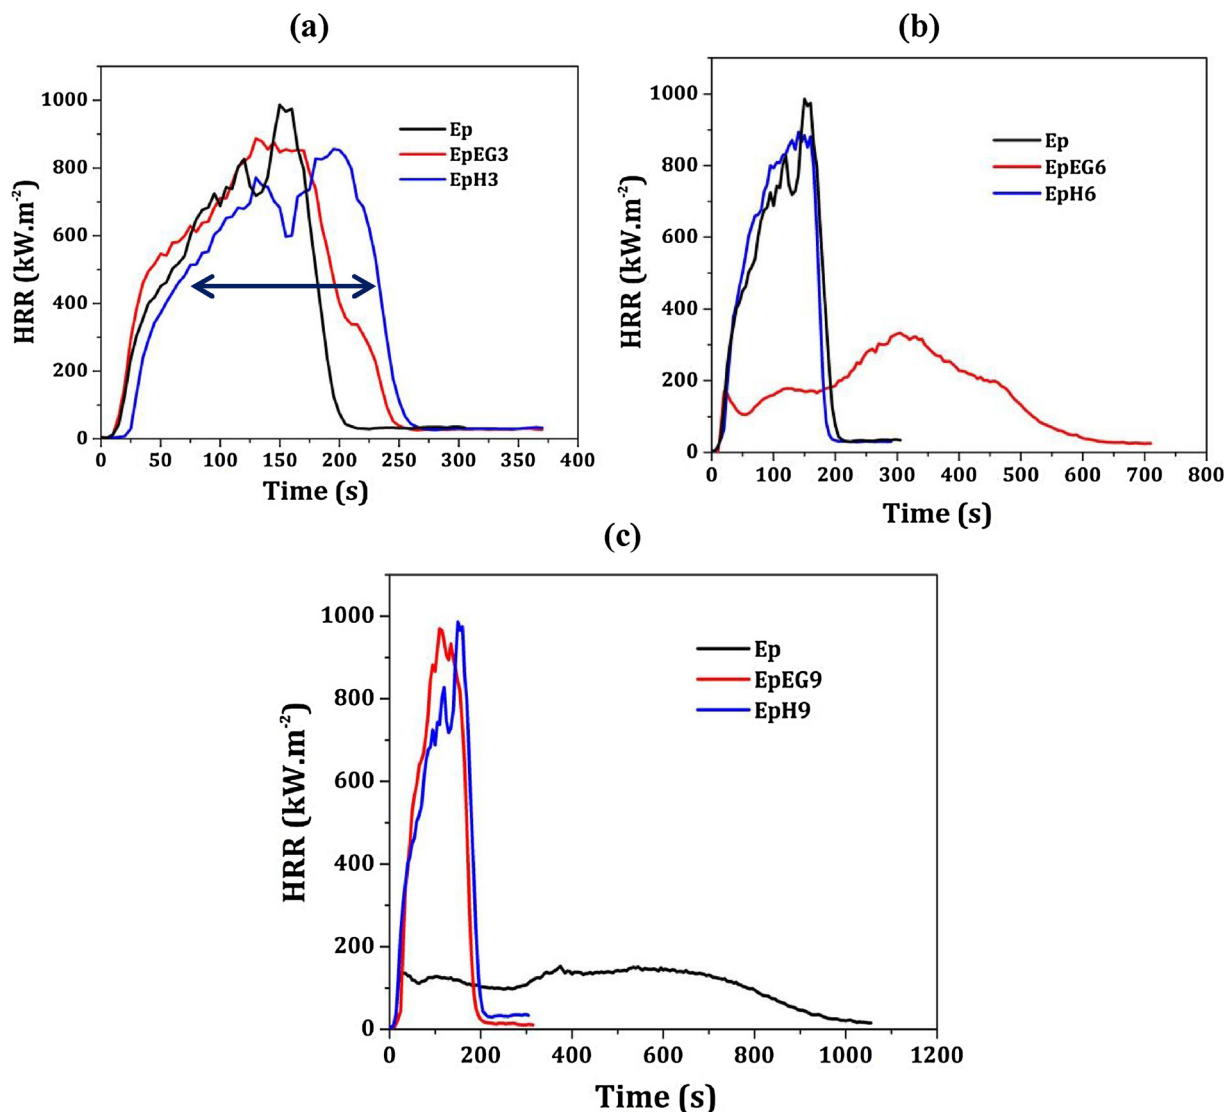 (a)
HRR (kW.m-2)
1000
800
600
400
200
0
Ep
EpEG3
EpH3
0 50 100 150 200 250 300 350 400
Time (s)
(b)
HRR (kW.m-2)
1000
800
600
400
200
0
Ep
EpEG6
EpH6
0 100 200 300 400 500 600 700 800
Time (s)
(c)
HRR (kW.m-2)
1000
800
600
400
200
0
Ep
EpEG9
EpH9
0 200 400 600 800 1000 1200
Time (s)